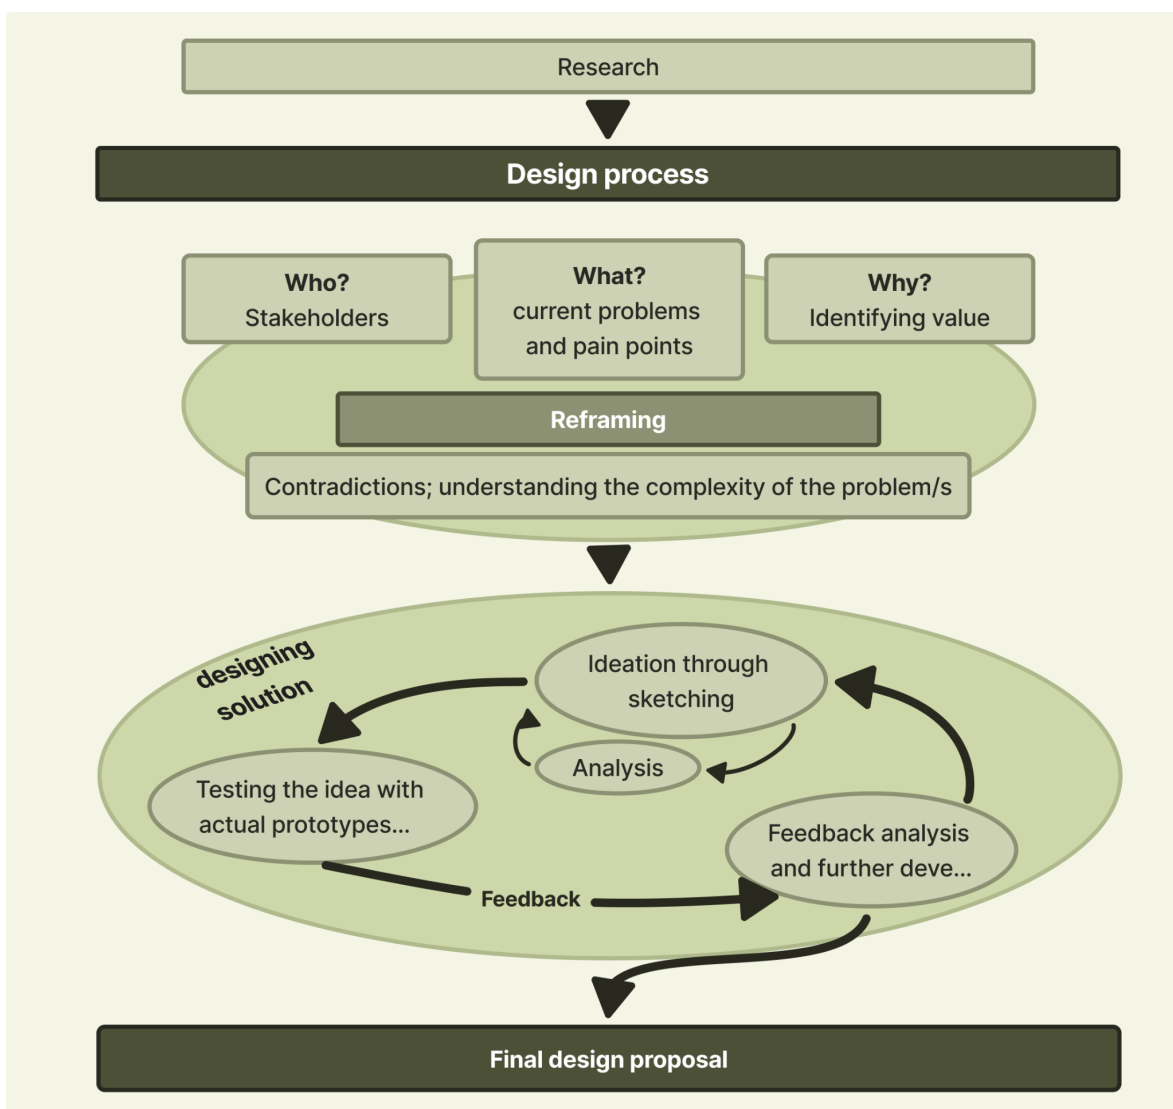 Research
Design process
Who?
Stakeholders
What?
current problems
and pain points
Why?
Identifying value
Reframing
Contradictions; understanding the complexity of the problem/s
designing
solution
Ideation through
sketching
Analysis
Testing the idea with
actual prototypes...
Feedback analysis
and further deve...
Feedback
Final design proposal